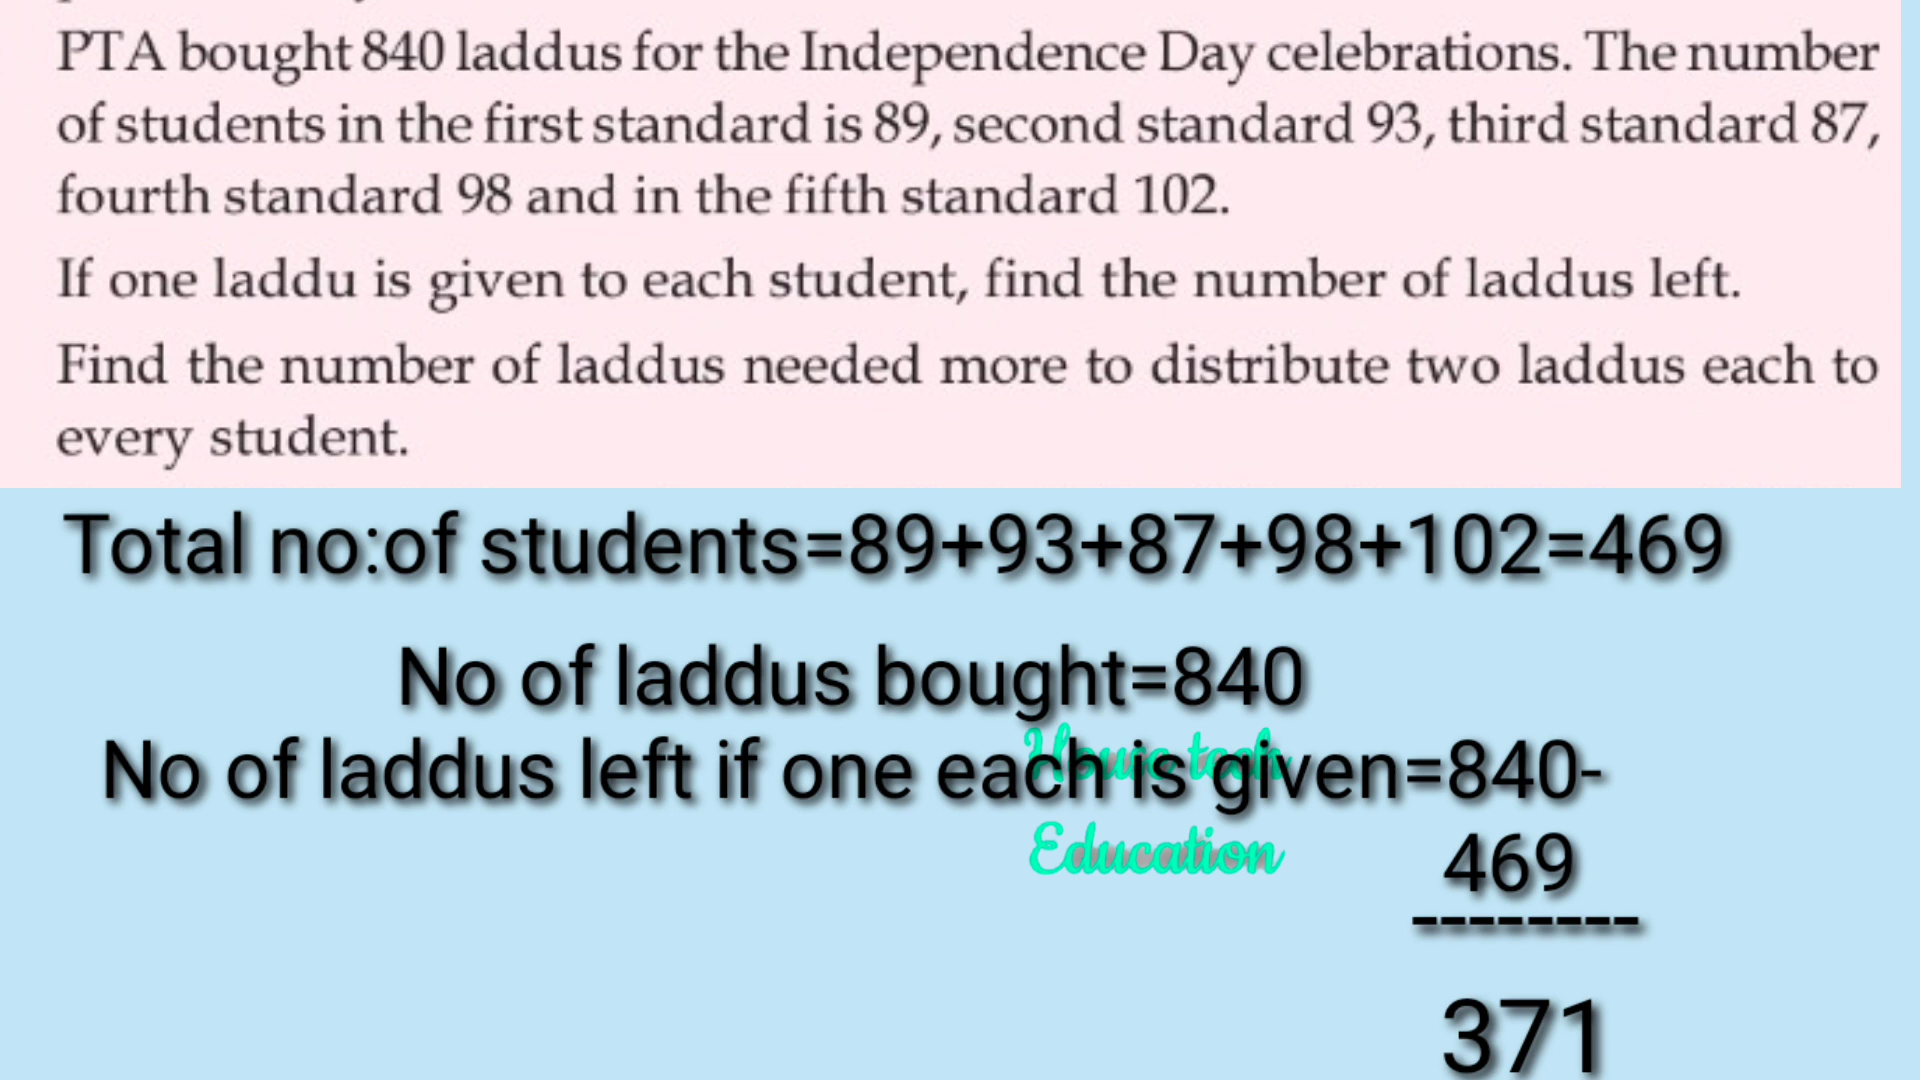 PTA bought 840 laddus for the Independence Day celebrations. The number
of students in the first standard is 89, second standard 93, third standard 87,
fourth standard 98 and in the fifth standard 102.
If one laddu is given to each student, find the number of laddus left.
Find the number of laddus needed more to distribute two laddus each to
every student.
Total no:of students=89+93+87+98+102=469
No of laddus bought=840
No of laddus left if one each is given=840-
Education
469
--------
371